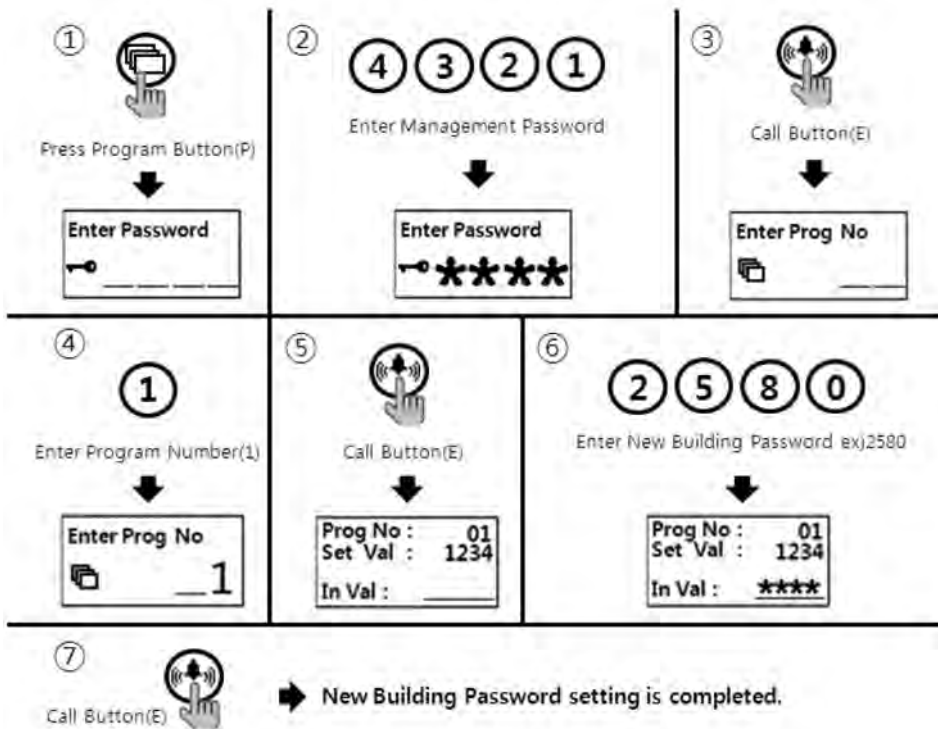 ①
Press Program Button(P)
Enter Password
②
4 3 2 1
Enter Management Password
Enter Password
****
③
Call Button(E)
Enter Prog No
④
1
Enter Program Number(1)
Enter Prog No
_1
⑤
Call Button(E)
Prog No : 01
Set Val : 1234
In Val :
⑥
2 5 8 0
Enter New Building Password ex)2580
Prog No : 01
Set Val : 1234
In Val : ****
⑦
Call Button(E)
New Building Password setting is completed.